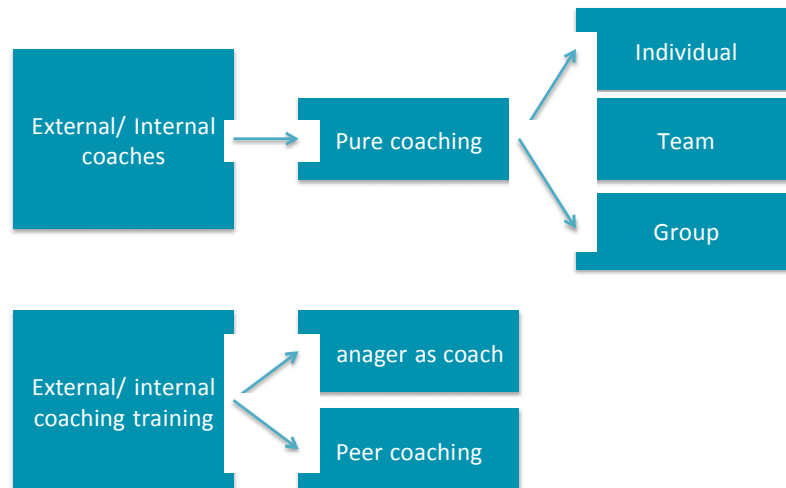 External/ Internal
coaches
Pure coaching
Individual
Team
Group
External/ internal
coaching training
anager as coach
Peer coaching